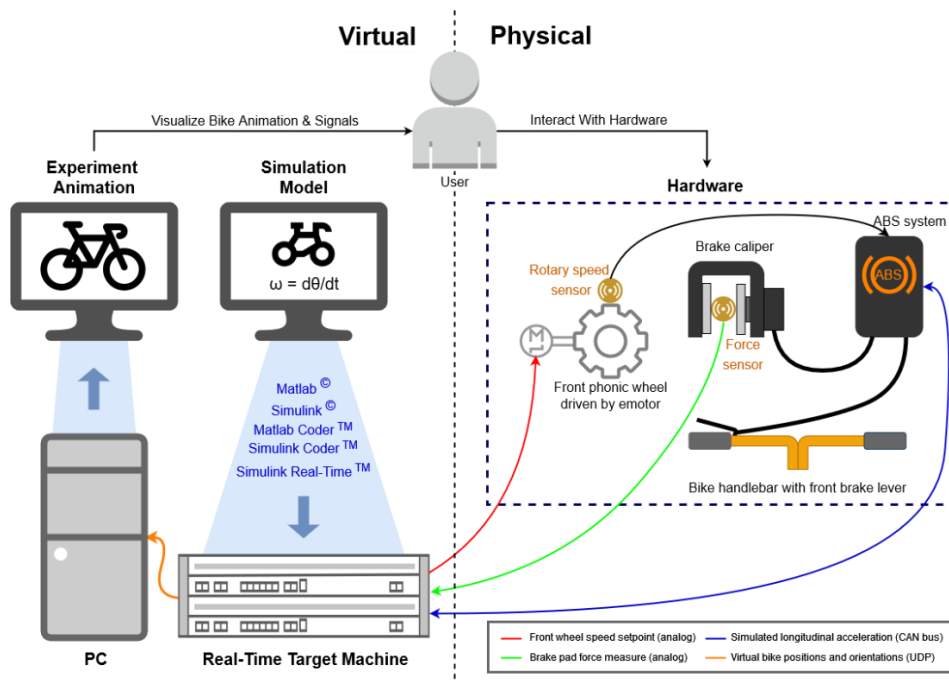 Virtual
Physical
Visualize Bike Animation & Signals
Interact With Hardware
User
Experiment
Animation
Simulation
Model
ω = dθ/dt
Matlab ©
Simulink ©
Matlab Coder ™
Simulink Coder ™
Simulink Real-Time ™
PC
Real-Time Target Machine
Hardware
ABS system
Brake caliper
ABS
Rotary speed
sensor
M
Force
sensor
Front phonic wheel
driven by emotor
Bike handlebar with front brake lever
Front wheel speed setpoint (analog)
Simulated longitudinal acceleration (CAN bus)
Brake pad force measure (analog)
Virtual bike positions and orientations (UDP)